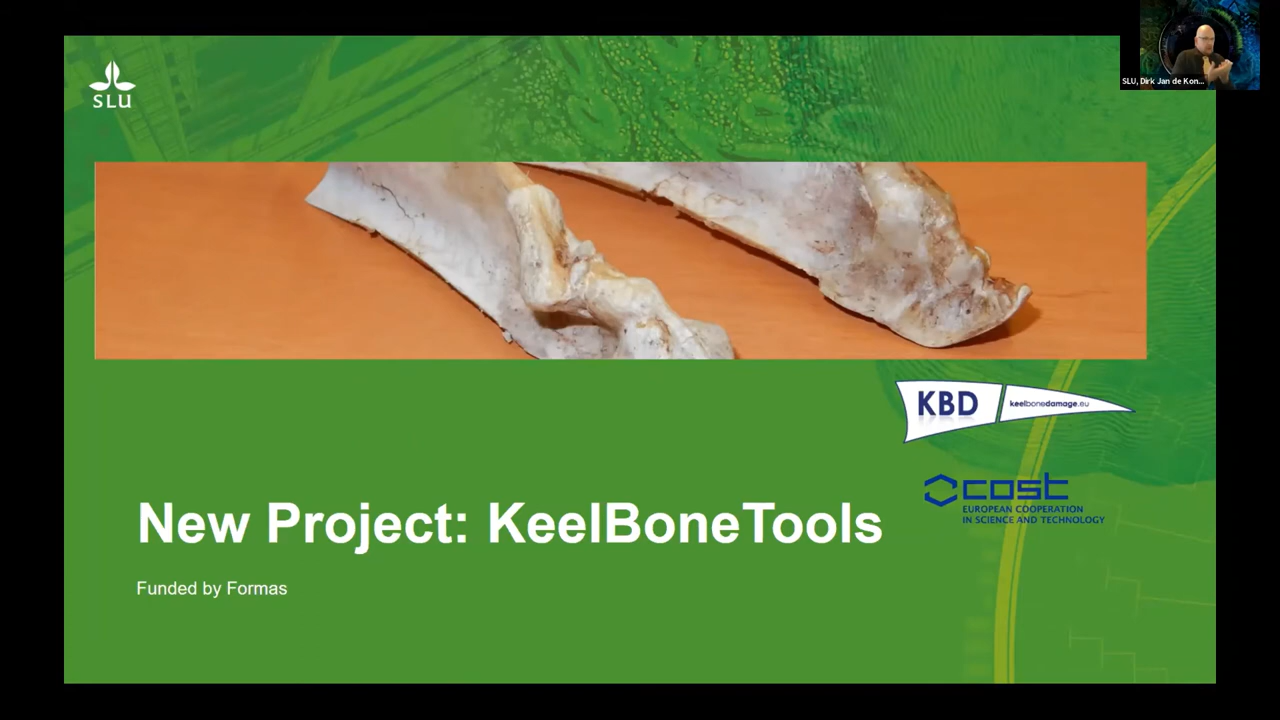 SLU, Dirk Jan de Kon...
SLU
KBD
keelbonedamage.eu
cost
EUROPEAN COOPERATION
IN SCIENCE AND TECHNOLOGY
New Project: KeelBoneTools
Funded by Formas